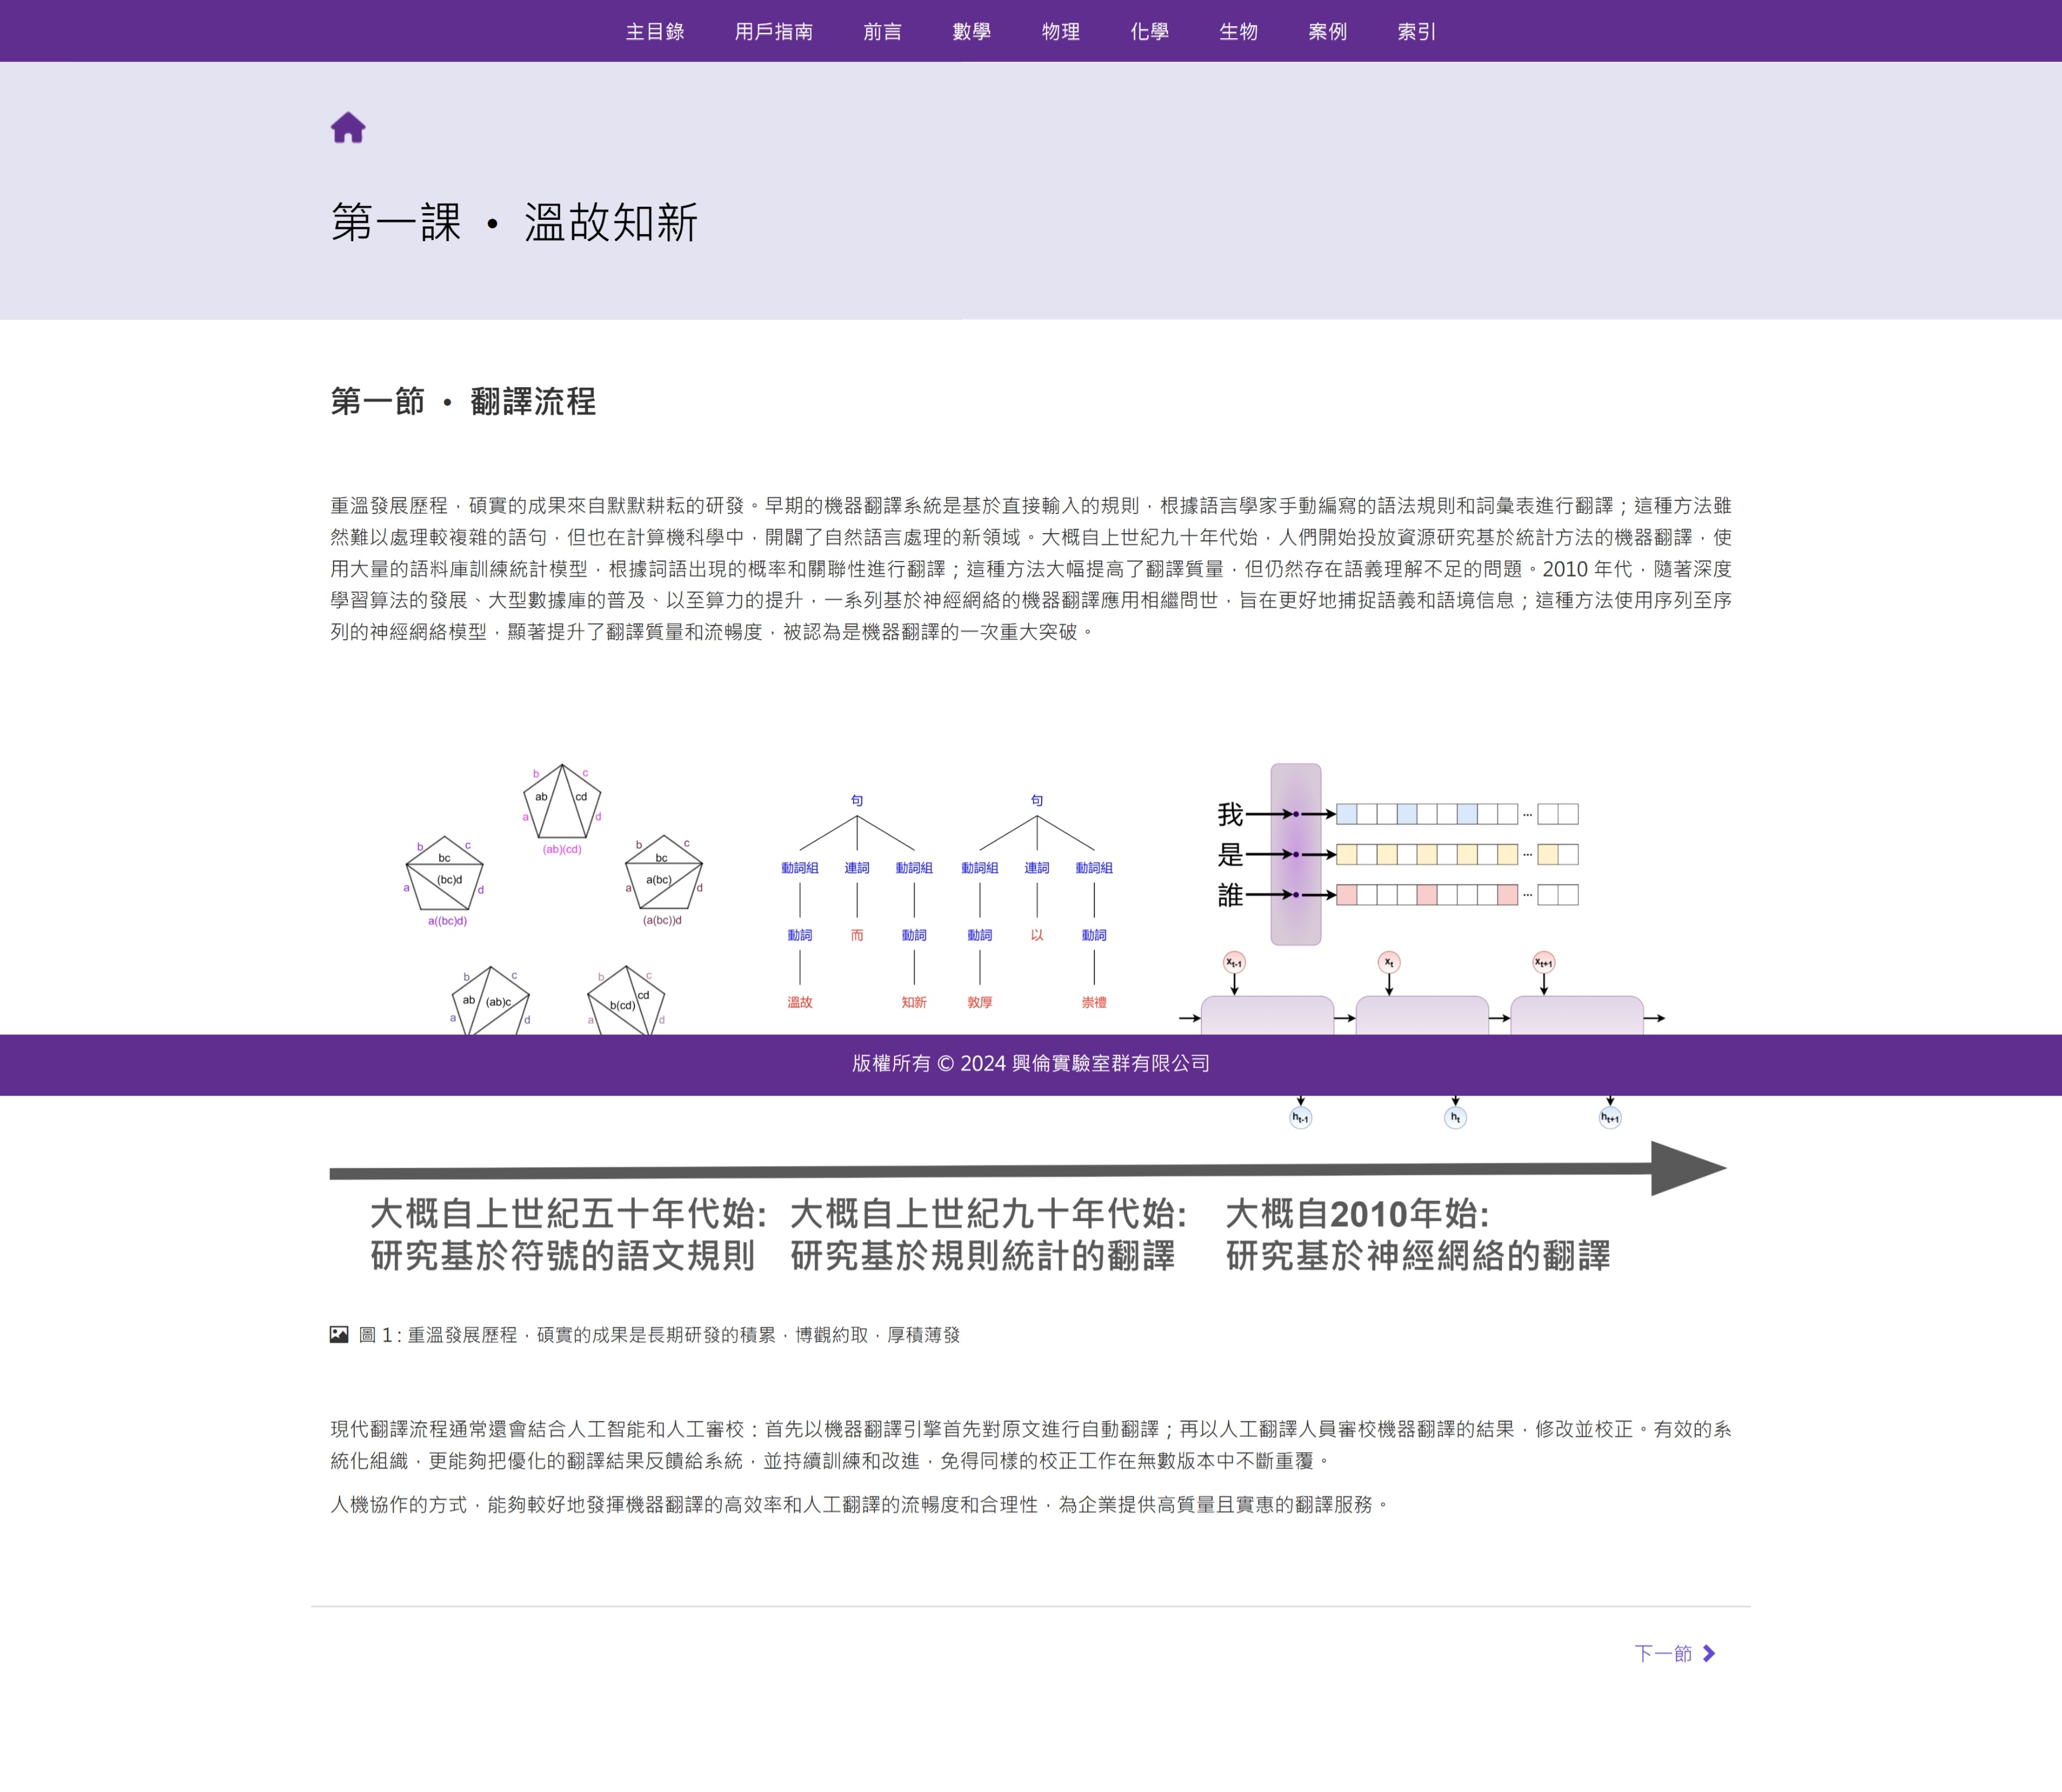 主目錄 用戶指南 前言 數學 物理 化學 生物 案例 索引
第一課 • 溫故知新
第一節 • 翻譯流程
重溫發展歷程，碩實的成果來自默默耕耘的研發。早期的機器翻譯系統是基於直接輸入的規則，根據語言學家手動編寫的語法規則和詞彙表進行翻譯；這種方法雖
然難以處理較複雜的語句，但也在計算機科學中，開闢了自然語言處理的新領域。大概自上世紀九十年代始，人們開始投放資源研究基於統計方法的機器翻譯，使
用大量的語料庫訓練統計模型，根據詞語出現的概率和關聯性進行翻譯；這種方法大幅提高了翻譯質量，但仍然存在語義理解不足的問題。2010 年代，隨著深度
學習算法的發展、大型數據庫的普及、以至算力的提升，一系列基於神經網絡的機器翻譯應用相繼問世，旨在更好地捕捉語義和語境信息；這種方法使用序列至序
列的神經網絡模型，顯著提升了翻譯質量和流暢度，被認為是機器翻譯的一次重大突破。
b c
ab cd
a d
(ab)(cd)
b c
bc
(bc)d
a d
a((bc)d)
b c
bc
a(bc)
a d
(a(bc))d
b c
ab (ab)c
a d
b c
cd
b(cd)
a d
句 句
動詞組 連詞 動詞組 動詞組 連詞 動詞組
動詞 而 動詞 動詞 以 動詞
溫故 知新 敦厚 崇禮
我 ...
是 ...
誰 ...
xt-1 xt xt+1
版權所有 © 2024 興倫實驗室群有限公司
ht-1 ht ht+1
大概自上世紀五十年代始: 大概自上世紀九十年代始: 大概自2010年始:
研究基於符號的語文規則 研究基於規則統計的翻譯 研究基於神經網絡的翻譯
圖 1 : 重溫發展歷程，碩實的成果是長期研發的積累，博觀約取，厚積薄發
現代翻譯流程通常還會結合人工智能和人工審校：首先以機器翻譯引擎首先對原文進行自動翻譯；再以人工翻譯人員審校機器翻譯的結果，修改並校正。有效的系
統化組織，更能夠把優化的翻譯結果反饋給系統，並持續訓練和改進，免得同樣的校正工作在無數版本中不斷重覆。
人機協作的方式，能夠較好地發揮機器翻譯的高效率和人工翻譯的流暢度和合理性，為企業提供高質量且實惠的翻譯服務。
下一節